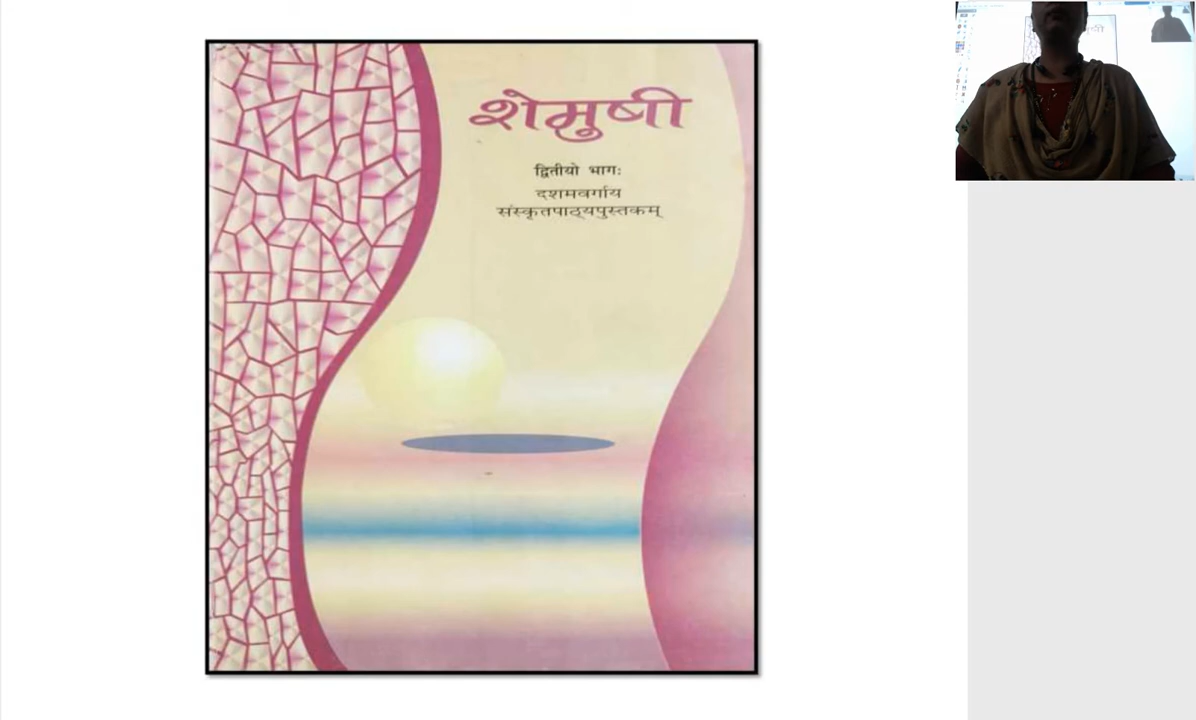 शेमुषी
द्वितीयो भागः
दशमवर्गाय
संस्कृतपाठ्यपुस्तकम्